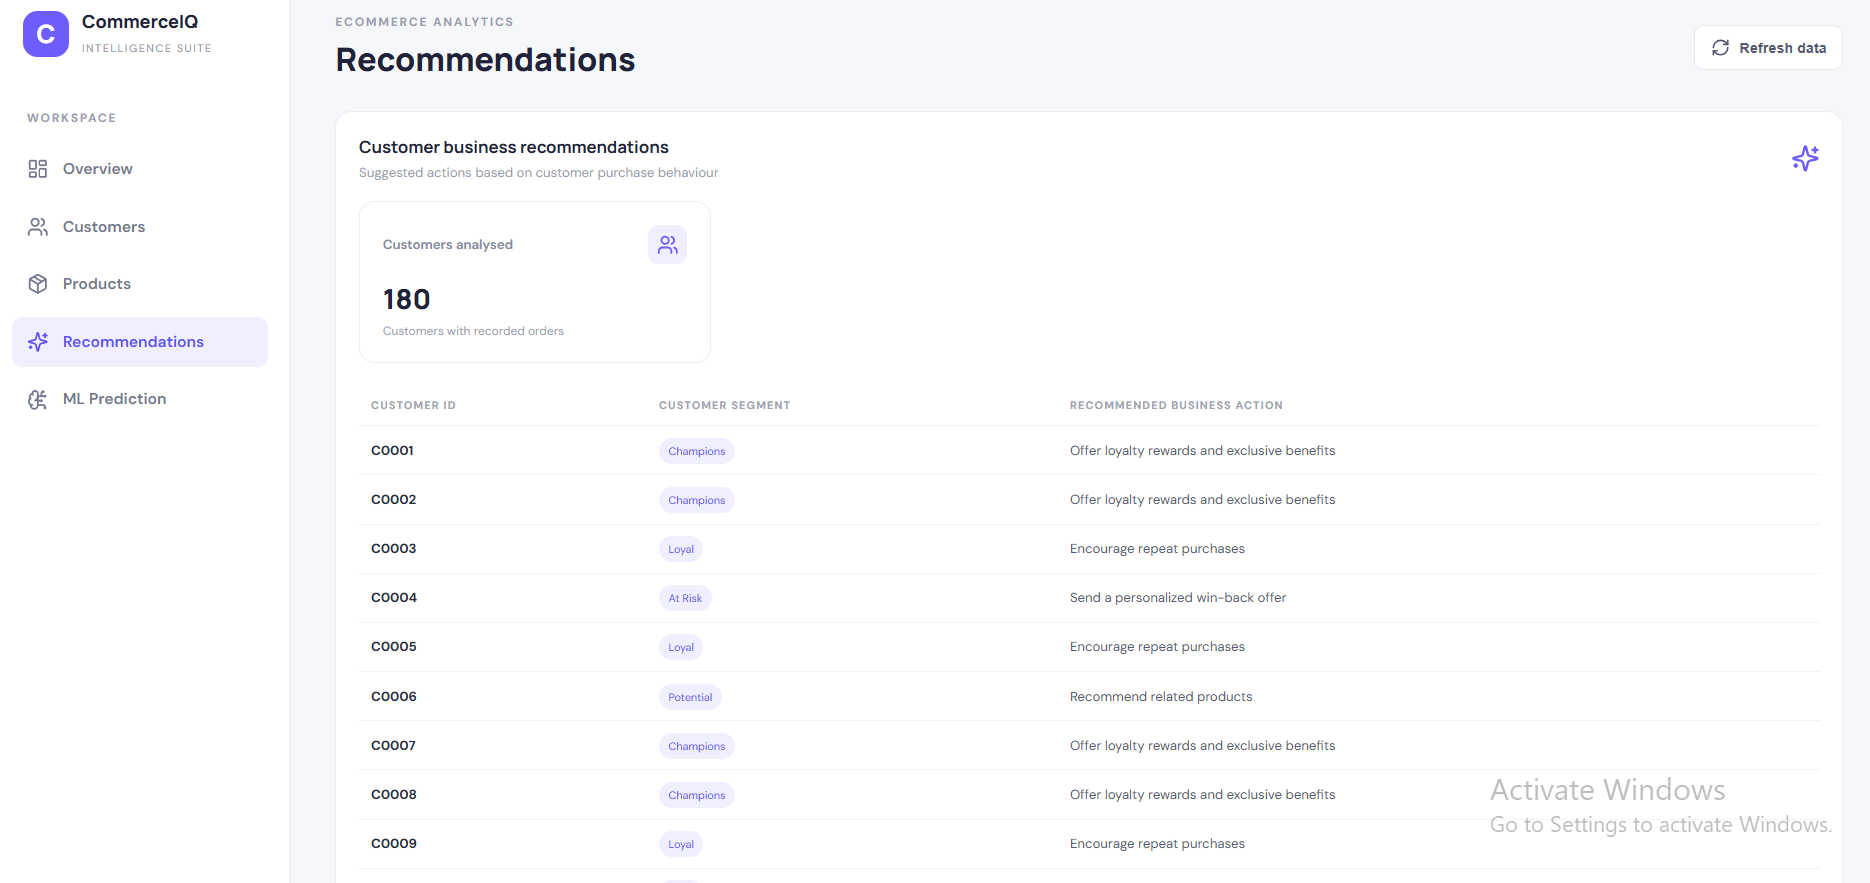 C
CommerceIQ
INTELLIGENCE SUITE
WORKSPACE
Overview
Customers
Products
Recommendations
ML Prediction
ECOMMERCE ANALYTICS
Recommendations
Refresh data
Customer business recommendations
Suggested actions based on customer purchase behaviour
Customers analysed
180
Customers with recorded orders
CUSTOMER ID CUSTOMER SEGMENT RECOMMENDED BUSINESS ACTION
C0001 Champions Offer loyalty rewards and exclusive benefits
C0002 Champions Offer loyalty rewards and exclusive benefits
C0003 Loyal Encourage repeat purchases
C0004 At Risk Send a personalized win-back offer
C0005 Loyal Encourage repeat purchases
C0006 Potential Recommend related products
C0007 Champions Offer loyalty rewards and exclusive benefits
C0008 Champions Offer loyalty rewards and exclusive benefits
C0009 Loyal Encourage repeat purchases
Activate Windows
Go to Settings to activate Windows.